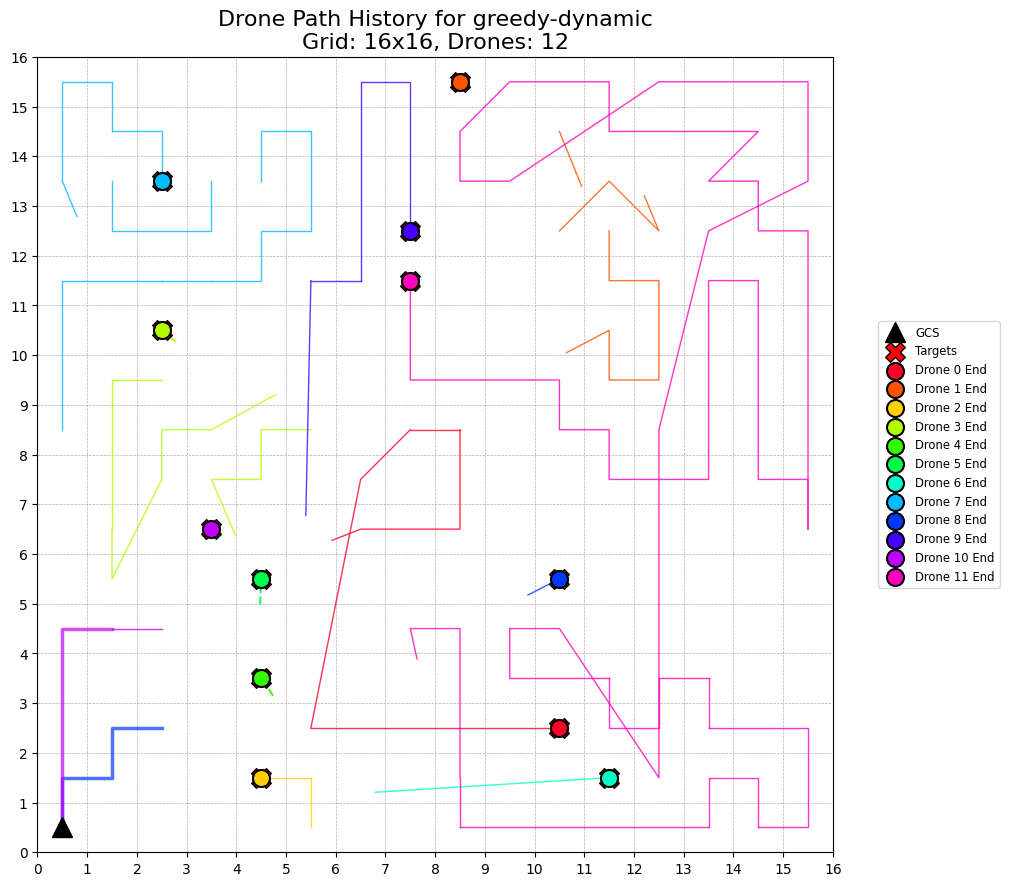 Drone Path History for greedy-dynamic
Grid: 16x16, Drones: 12
16
15
14
13
12
11
10
9
8
7
6
5
4
3
2
1
0
0 1 2 3 4 5 6 7 8 9 10 11 12 13 14 15 16
GCS
Targets
Drone 0 End
Drone 1 End
Drone 2 End
Drone 3 End
Drone 4 End
Drone 5 End
Drone 6 End
Drone 7 End
Drone 8 End
Drone 9 End
Drone 10 End
Drone 11 End